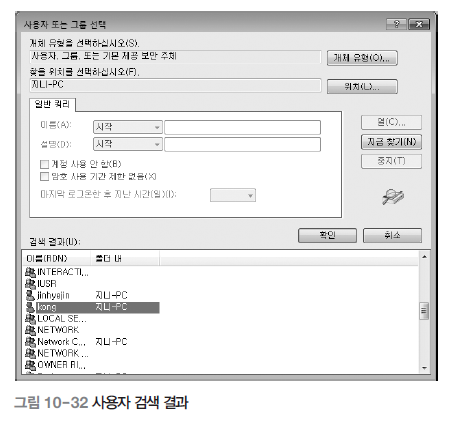 사용자 또는 그룹 선택
개체 유형을 선택하십시오(S).
사용자, 그룹, 또는 기본 제공 보안 주체
개체 유형(O)...
찾을 위치를 선택하십시오(F).
지니-PC
위치(L)...
일반 쿼리
이름(A):
시작
설명(D):
시작
계정 사용 안 함(B)
암호 사용 기간 제한 없음(X)
마지막 로그온한 후 지난 시간(일)(I):
열(C)...
지금 찾기(N)
중지(T)
확인
취소
검색 결과(U):
이름(RDN) 폴더 내
INTERACTI...
IUSR
jinhyejin 지니-PC
kong 지니-PC
LOCAL SE...
NETWORK
Network C... 지니-PC
NETWORK ...
OWNER RI...
그림 10-32 사용자 검색 결과